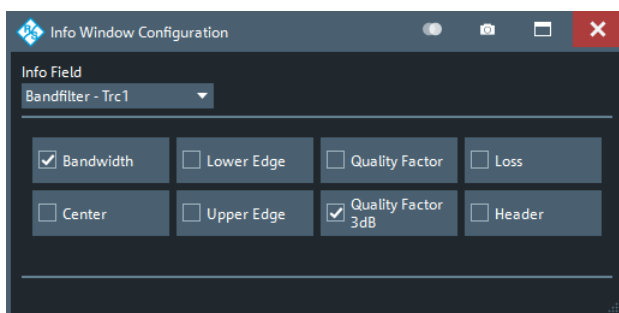 Info Window Configuration
Info Field
Bandfilter - Trc1
Bandwidth
Lower Edge
Quality Factor
Loss
Center
Upper Edge
Quality Factor
3dB
Header